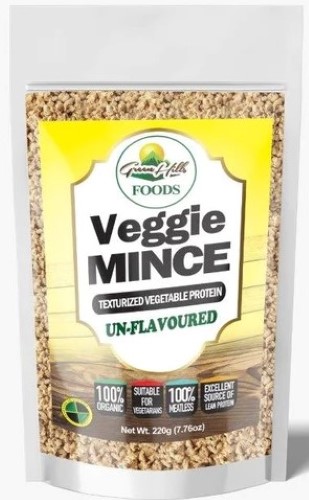 Green Hills
FOODS
Veggie
MINCE
TEXTURIZED VEGETABLE PROTEIN
UN-FLAVOURED
100%
ORGANIC
SUITABLE
FOR
VEGETARIANS
100%
MEATLESS
EXCELLENT
SOURCE OF
LEAN PROTEIN
Net Wt. 220g (7.76oz)